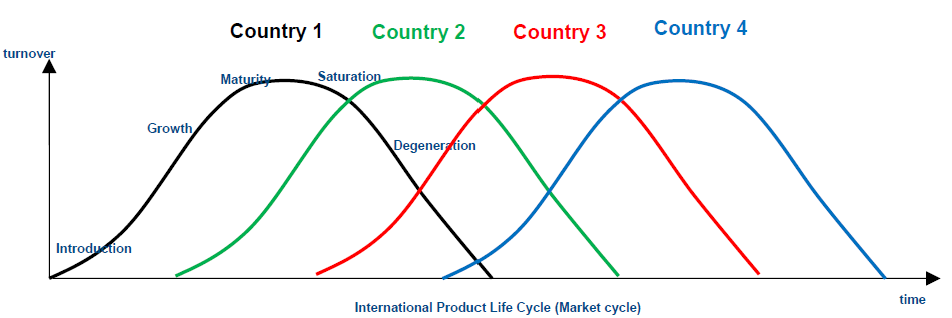 Country 1
Country 2
Country 3
Country 4
turnover
Maturity
Saturation
Growth
Degeneration
Introduction
time
International Product Life Cycle (Market cycle)